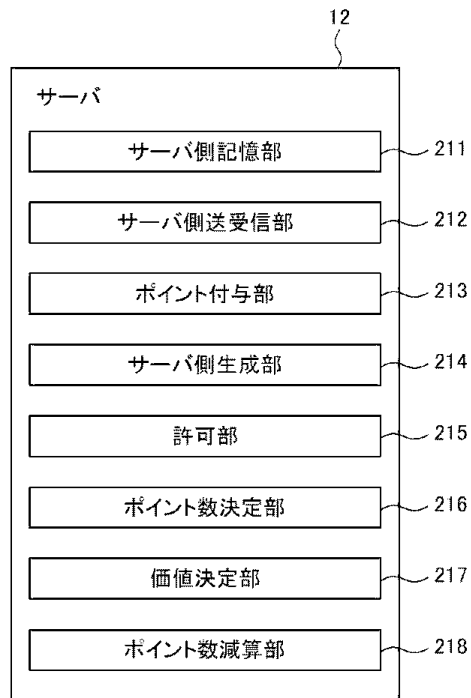 12
サーバ
サーバ側記憶部 211
サーバ側送受信部 212
ポイント付与部 213
サーバ側生成部 214
許可部 215
ポイント数決定部 216
価値決定部 217
ポイント数減算部 218